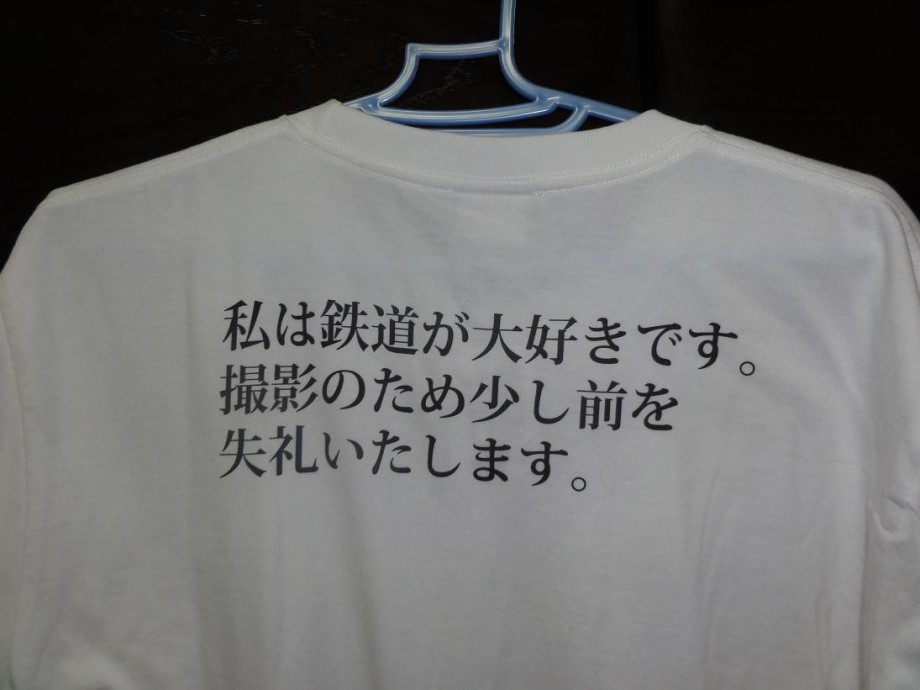 私は鉄道が大好きです。
撮影のため少し前を
失礼いたします。